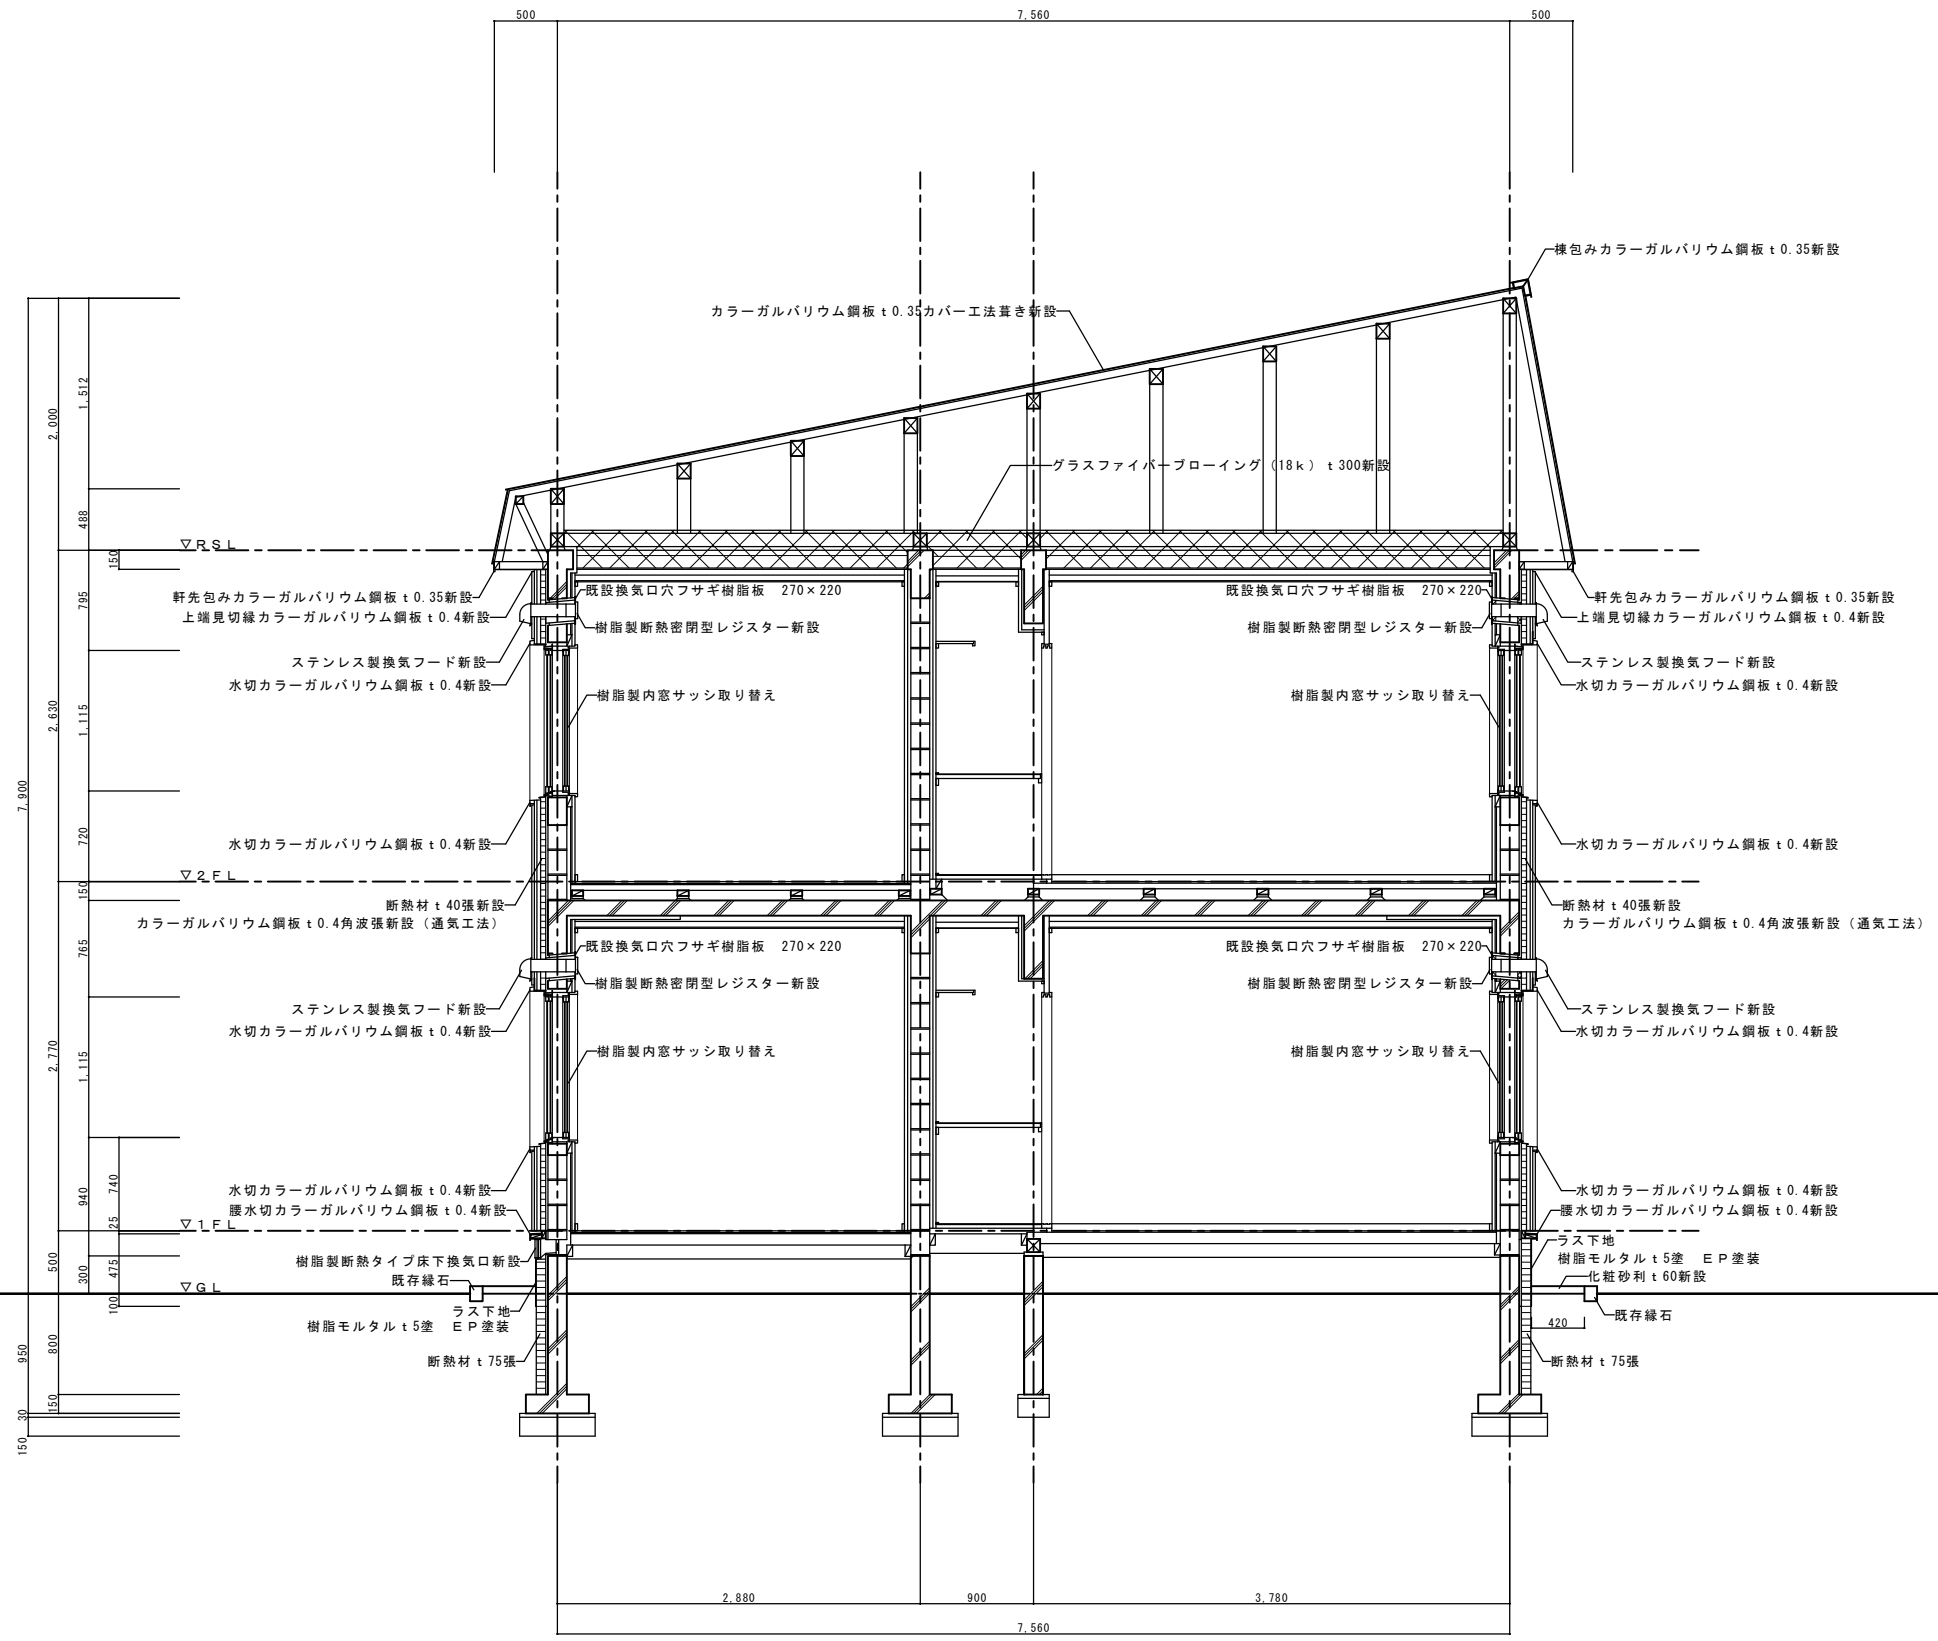 500
7,560
500
棟包みカラーガルバリウム鋼板ｔ0.35新設
カラーガルバリウム鋼板ｔ0.35カバー工法葺き新設
グラスファイバーブローイング（18ｋ）ｔ300新設
7,900
2,000
2,630
2,770
500
800
150
950
30
150
1,512
488
150
795
1,115
720
150
765
1,115
940
740
25
475
300
100
▽ＲＳＬ
軒先包みカラーガルバリウム鋼板ｔ0.35新設
上端見切縁カラーガルバリウム鋼板ｔ0.4新設
ステンレス製換気フード新設
水切カラーガルバリウム鋼板ｔ0.4新設
既設換気口穴フサギ樹脂板　270×220
樹脂製断熱密閉型レジスター新設
樹脂製内窓サッシ取り替え
既設換気口穴フサギ樹脂板　270×220
樹脂製断熱密閉型レジスター新設
樹脂製内窓サッシ取り替え
軒先包みカラーガルバリウム鋼板ｔ0.35新設
上端見切縁カラーガルバリウム鋼板ｔ0.4新設
ステンレス製換気フード新設
水切カラーガルバリウム鋼板ｔ0.4新設
水切カラーガルバリウム鋼板ｔ0.4新設
水切カラーガルバリウム鋼板ｔ0.4新設
▽２ＦＬ
断熱材ｔ40張新設
カラーガルバリウム鋼板ｔ0.4角波張新設（通気工法）
断熱材ｔ40張新設
カラーガルバリウム鋼板ｔ0.4角波張新設（通気工法）
既設換気口穴フサギ樹脂板　270×220
樹脂製断熱密閉型レジスター新設
既設換気口穴フサギ樹脂板　270×220
樹脂製断熱密閉型レジスター新設
ステンレス製換気フード新設
水切カラーガルバリウム鋼板ｔ0.4新設
ステンレス製換気フード新設
水切カラーガルバリウム鋼板ｔ0.4新設
樹脂製内窓サッシ取り替え
樹脂製内窓サッシ取り替え
水切カラーガルバリウム鋼板ｔ0.4新設
腰水切カラーガルバリウム鋼板ｔ0.4新設
水切カラーガルバリウム鋼板ｔ0.4新設
腰水切カラーガルバリウム鋼板ｔ0.4新設
▽１ＦＬ
樹脂製断熱タイプ床下換気口新設
既存縁石
▽ＧＬ
ラス下地
樹脂モルタルｔ5塗　ＥＰ塗装
断熱材ｔ75張
ラス下地
樹脂モルタルｔ5塗　ＥＰ塗装
化粧砂利ｔ60新設
既存縁石
420
断熱材ｔ75張
2,880
900
3,780
7,560